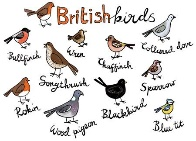 British birds
Bullfinch
Wren
Chaffinch
Collared dove
Songthrush
Sparrow
Robin
Wood pigeon
Blackbird
Blue tit